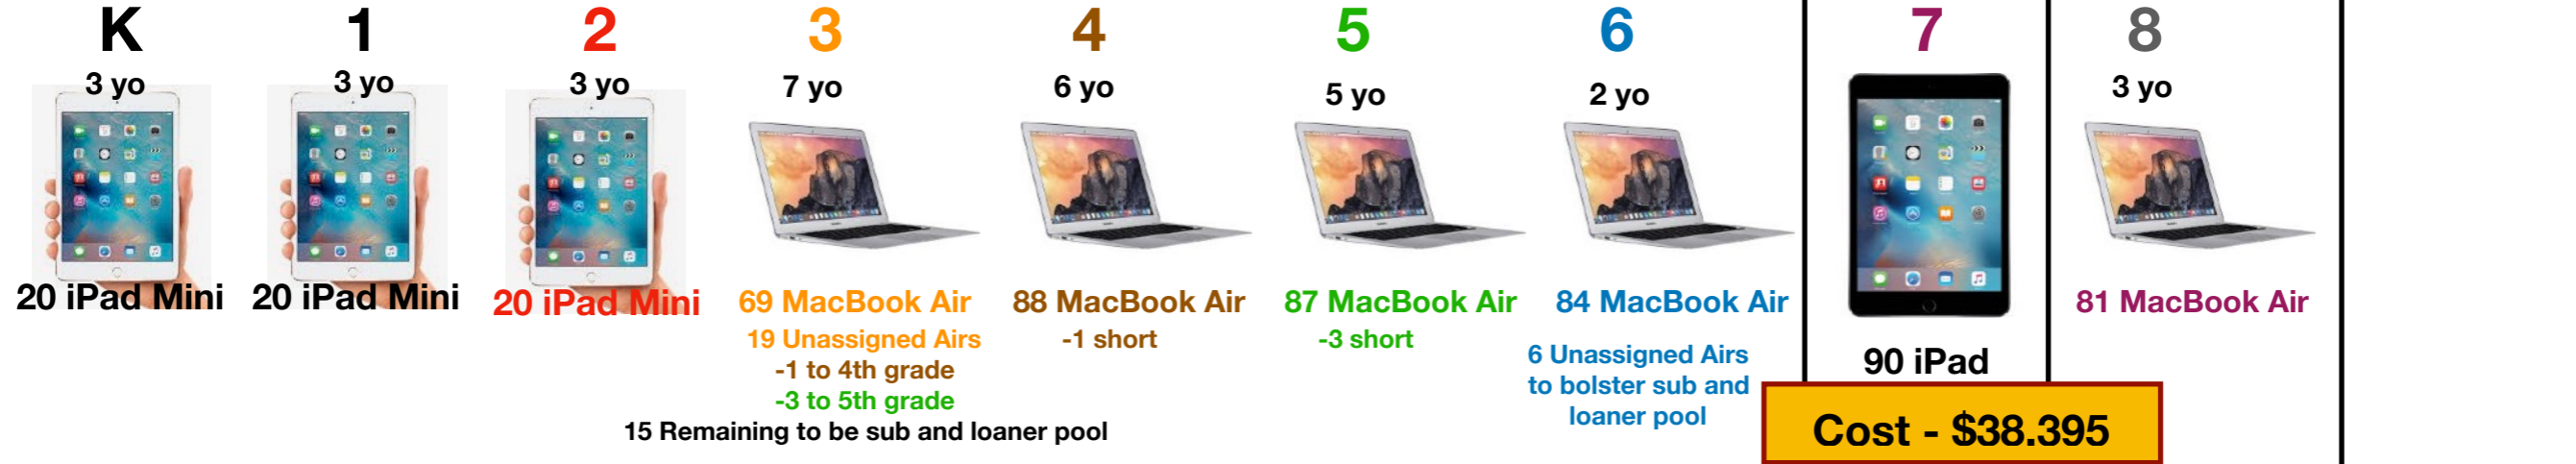 K
3 yo
20 iPad Mini
1
3 yo
20 iPad Mini
2
3 yo
20 iPad Mini
3
7 yo
69 MacBook Air
19 Unassigned Airs
-1 to 4th grade
-3 to 5th grade
15 Remaining to be sub and loaner pool
4
6 yo
88 MacBook Air
-1 short
5
5 yo
87 MacBook Air
-3 short
6
2 yo
84 MacBook Air
6 Unassigned Airs
to bolster sub and
loaner pool
7
90 iPad
Cost - $38.395
8
3 yo
81 MacBook Air